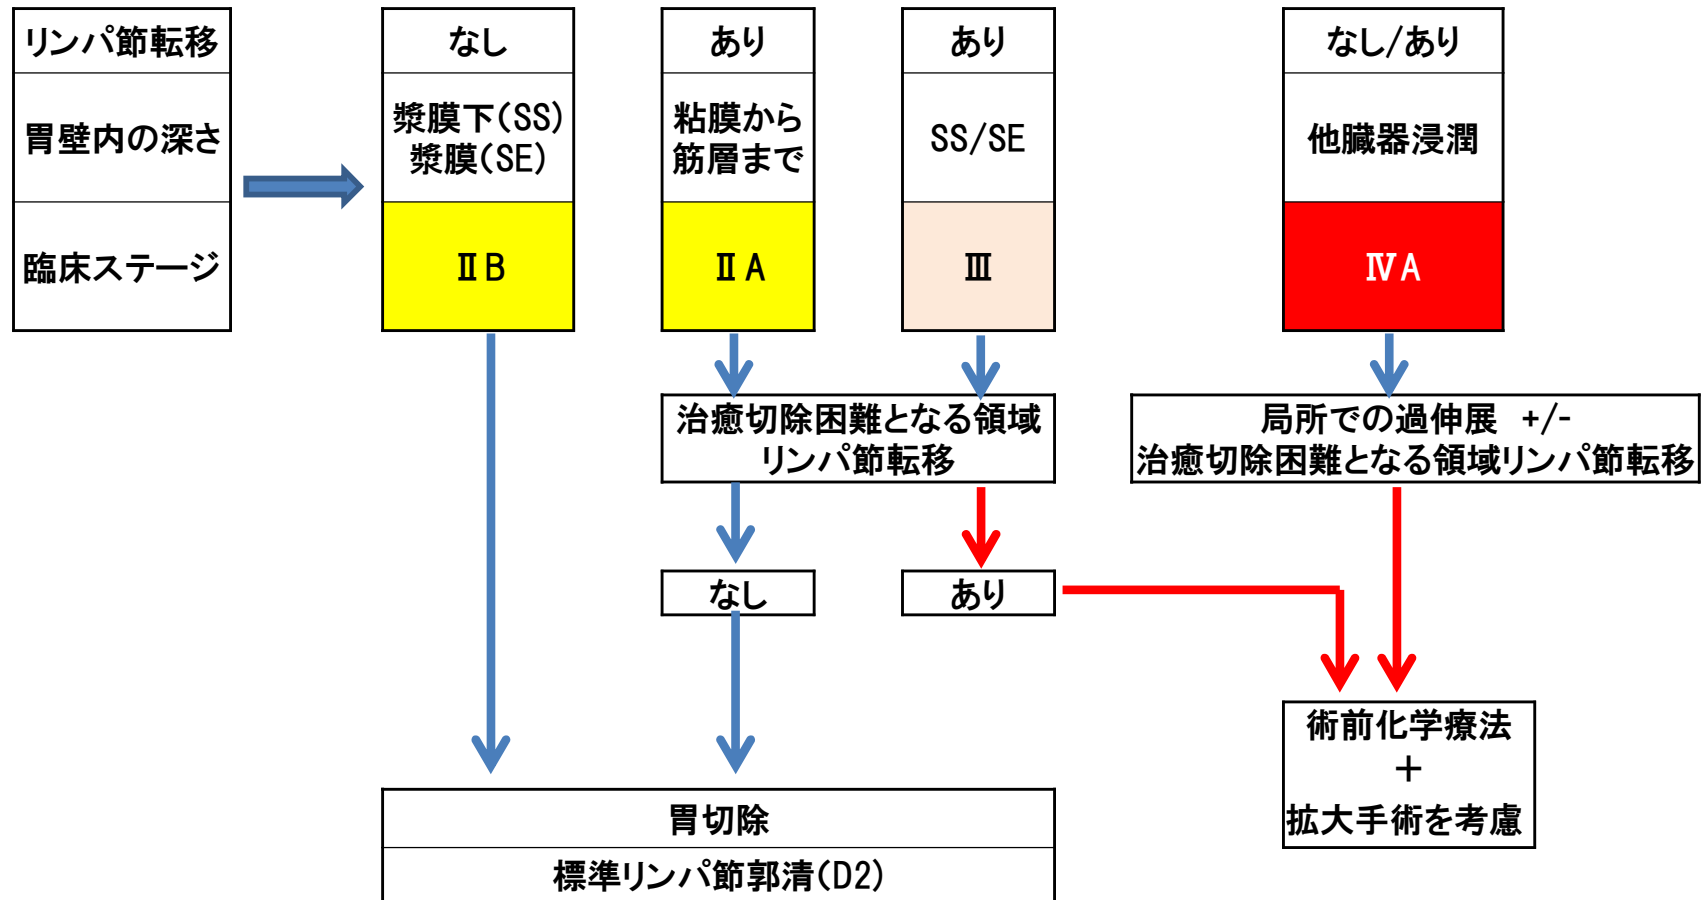 リンパ節転移
なし
あり
あり
なし/あり
胃壁内の深さ
漿膜下(SS)
漿膜(SE)
粘膜から
筋層まで
SS/SE
他臓器浸潤
臨床ステージ
ⅡB
ⅡA
Ⅲ
ⅣA
治癒切除困難となる領域
リンパ節転移
局所での過伸展 +/-
治癒切除困難となる領域リンパ節転移
なし
あり
術前化学療法
＋
拡大手術を考慮
胃切除
標準リンパ節郭清(D2)